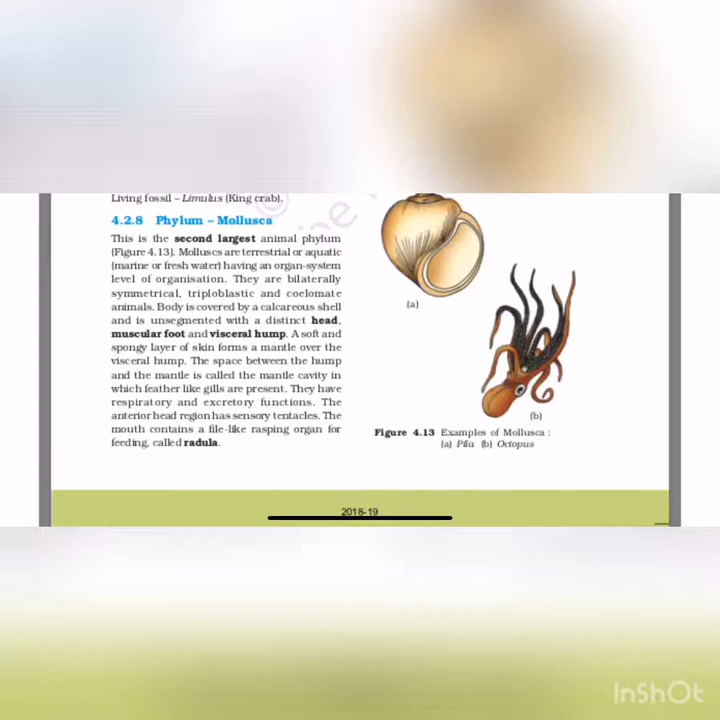 Living fossil – Limulus (King crab).
4.2.8 Phylum – Mollusca
This is the second largest animal phylum
(Figure 4.13). Molluscs are terrestrial or aquatic
(marine or fresh water) having an organ-system
level of organisation. They are bilaterally
symmetrical, triploblastic and coelomate
animals. Body is covered by a calcareous shell
and is unsegmented with a distinct head,
muscular foot and visceral hump. A soft and
spongy layer of skin forms a mantle over the
visceral hump. The space between the hump
and the mantle is called the mantle cavity in
which feather like gills are present. They have
respiratory and excretory functions. The
anterior head region has sensory tentacles. The
mouth contains a file-like rasping organ for
feeding, called radula.
(a)
(b)
Figure 4.13 Examples of Mollusca :
(a) Pila (b) Octopus
2018-19
© he
InShOt